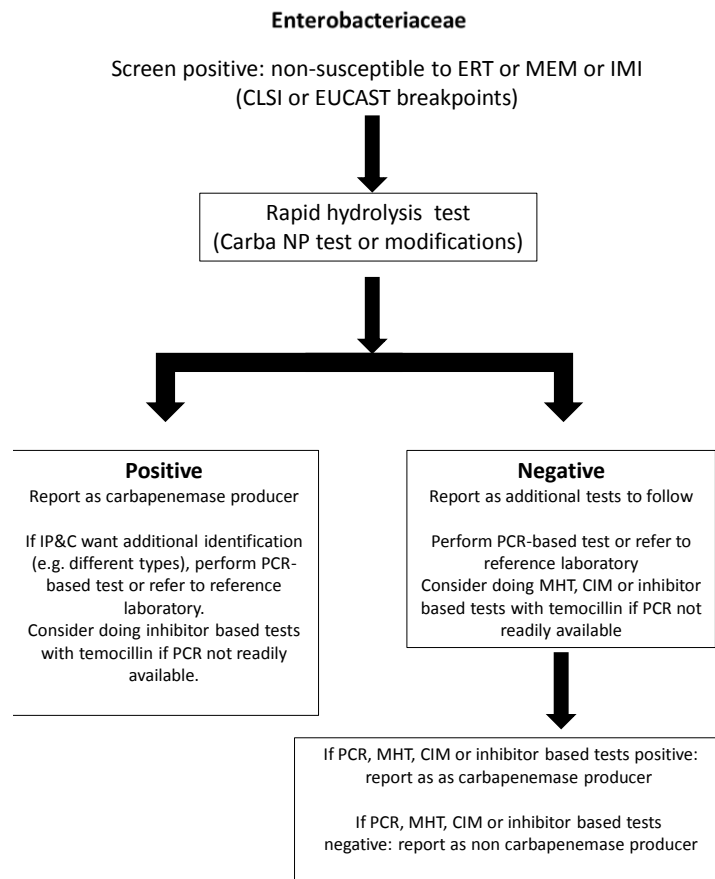 Enterobacteriaceae
Screen positive: non-susceptible to ERT or MEM or IMI
(CLSI or EUCAST breakpoints)
Rapid hydrolysis test
(Carba NP test or modifications)
Positive
Report as carbapenemase producer
If IP&C want additional identification
(e.g. different types), perform PCR-
based test or refer to reference
laboratory.
Consider doing inhibitor based tests
with temocillin if PCR not readily
available.
Negative
Report as additional tests to follow
Perform PCR-based test or refer to
reference laboratory
Consider doing MHT, CIM or inhibitor
based tests with temocillin if PCR not
readily available
If PCR, MHT, CIM or inhibitor based tests positive:
report as as carbapenemase producer
If PCR, MHT, CIM or inhibitor based tests
negative: report as non carbapenemase producer